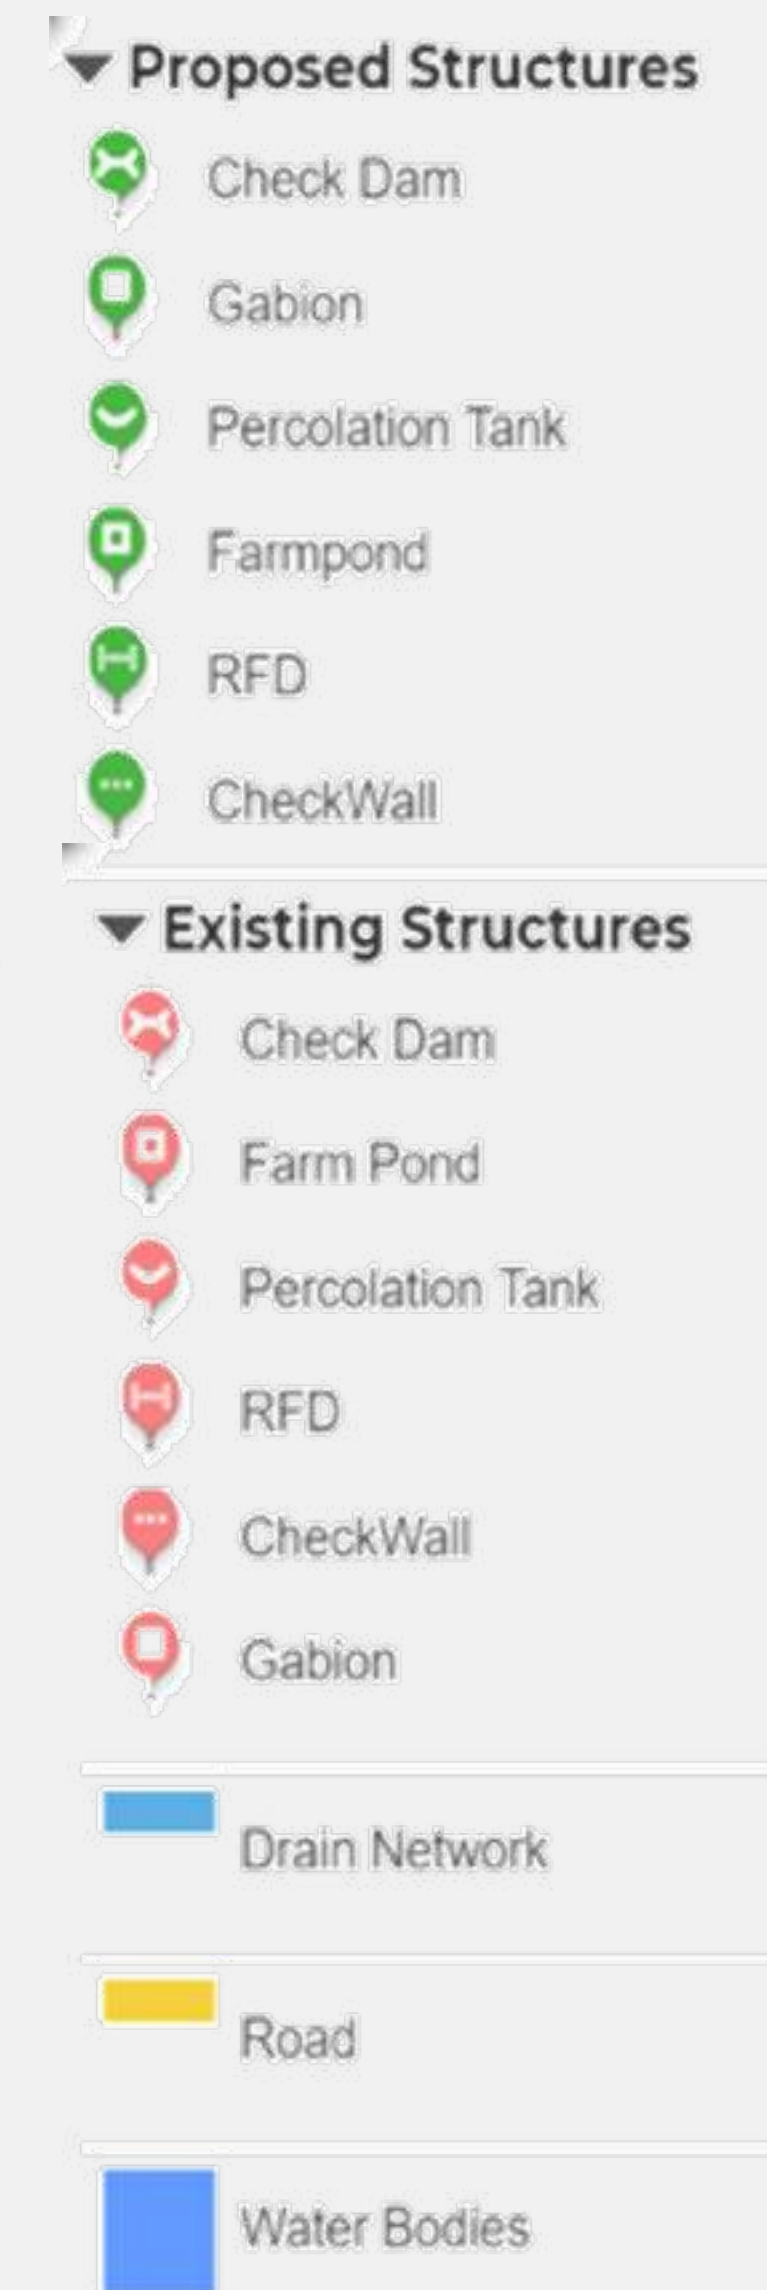 Proposed Structures
Check Dam
Gabion
Percolation Tank
Farmpond
RFD
CheckWall
Existing Structures
Check Dam
Farm Pond
Percolation Tank
RFD
CheckWall
Gabion
Drain Network
Road
Water Bodies